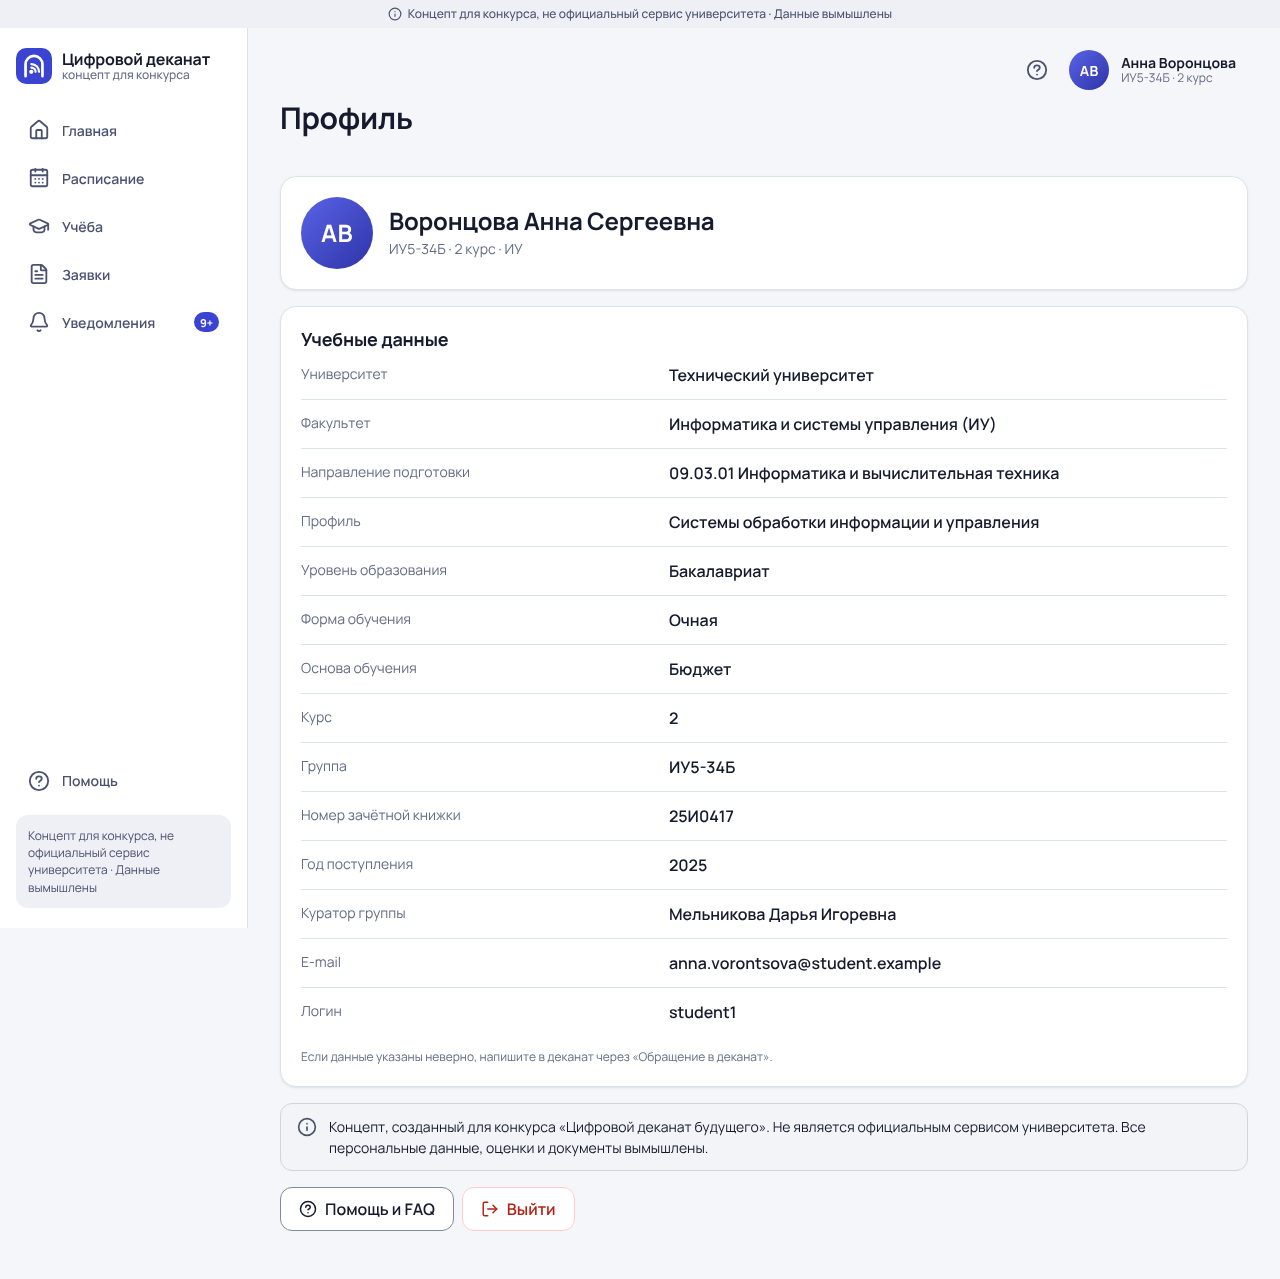 Концепт для конкурса, не официальный сервис университета · Данные вымышлены
Цифровой деканат
концепт для конкурса
Главная
Расписание
Учёба
Заявки
Уведомления 9+
Помощь
Концепт для конкурса, не
официальный сервис
университета · Данные
вымышлены
АВ
Анна Воронцова
ИУ5-34Б · 2 курс
Профиль
АВ
Воронцова Анна Сергеевна
ИУ5-34Б · 2 курс · ИУ
Учебные данные
Университет Технический университет
Факультет Информатика и системы управления (ИУ)
Направление подготовки 09.03.01 Информатика и вычислительная техника
Профиль Системы обработки информации и управления
Уровень образования Бакалавриат
Форма обучения Очная
Основа обучения Бюджет
Курс 2
Группа ИУ5-34Б
Номер зачётной книжки 25И0417
Год поступления 2025
Куратор группы Мельникова Дарья Игоревна
E-mail anna.vorontsova@student.example
Логин student1
Если данные указаны неверно, напишите в деканат через «Обращение в деканат».
Концепт, созданный для конкурса «Цифровой деканат будущего». Не является официальным сервисом университета. Все
персональные данные, оценки и документы вымышлены.
Помощь и FAQ
Выйти